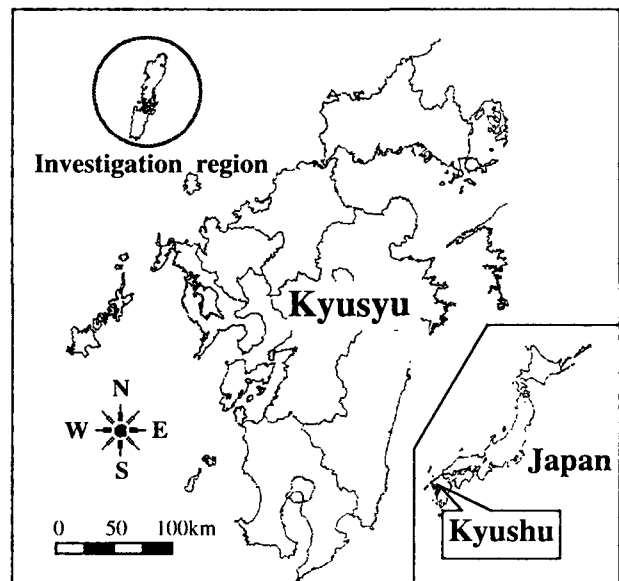 Investigation region
Kyusyu
N
W E
S
0 50 100km
Japan
Kyushu